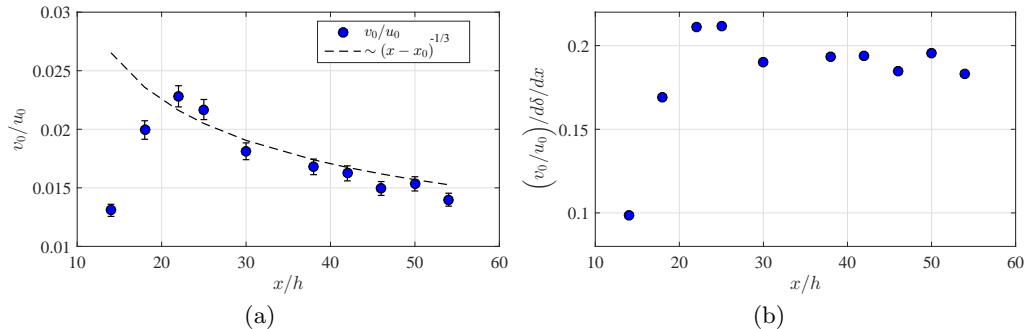 0.03
0.025
0.02
0.015
0.01
v₀/u₀
10 20 30 40 50 60
x/h
v₀/u₀
∼ (x − x₀)^{-1/3}
(a)
0.2
0.15
0.1
(v₀/u₀)/dδ/dx
10 20 30 40 50 60
x/h
(b)